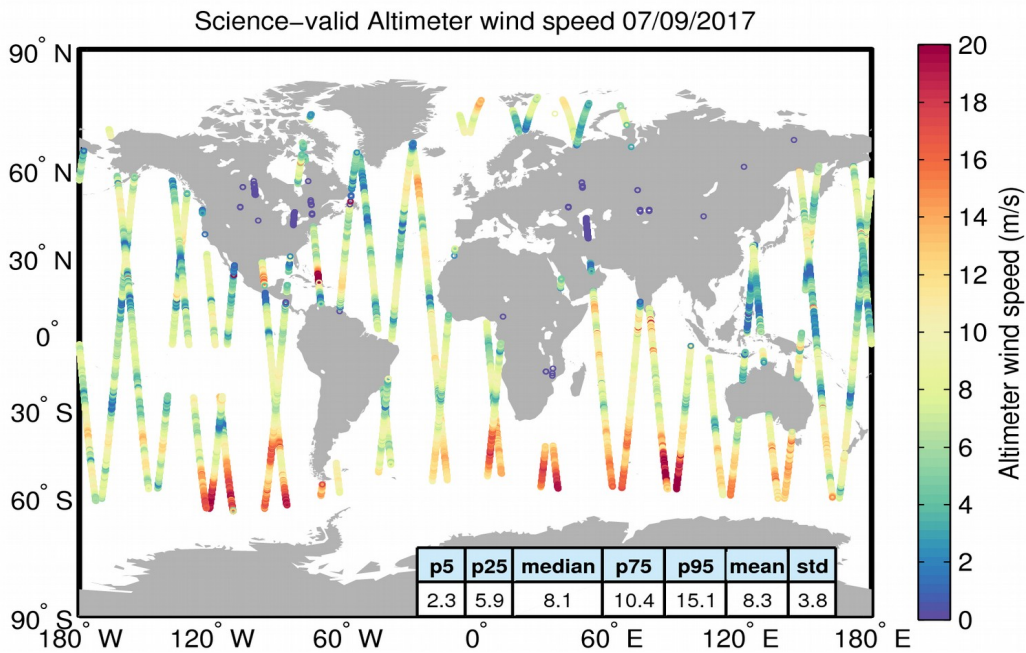 Science−valid Altimeter wind speed 07/09/2017
90° N
60° N
30° N
0°
30° S
60° S
90° S
180° W
120° W
60° W
0°
60° E
120° E
180° E
p5 p25 median p75 p95 mean std
2.3 5.9 8.1 10.4 15.1 8.3 3.8
20
18
16
14
12
10
8
6
4
2
0
Altimeter wind speed (m/s)